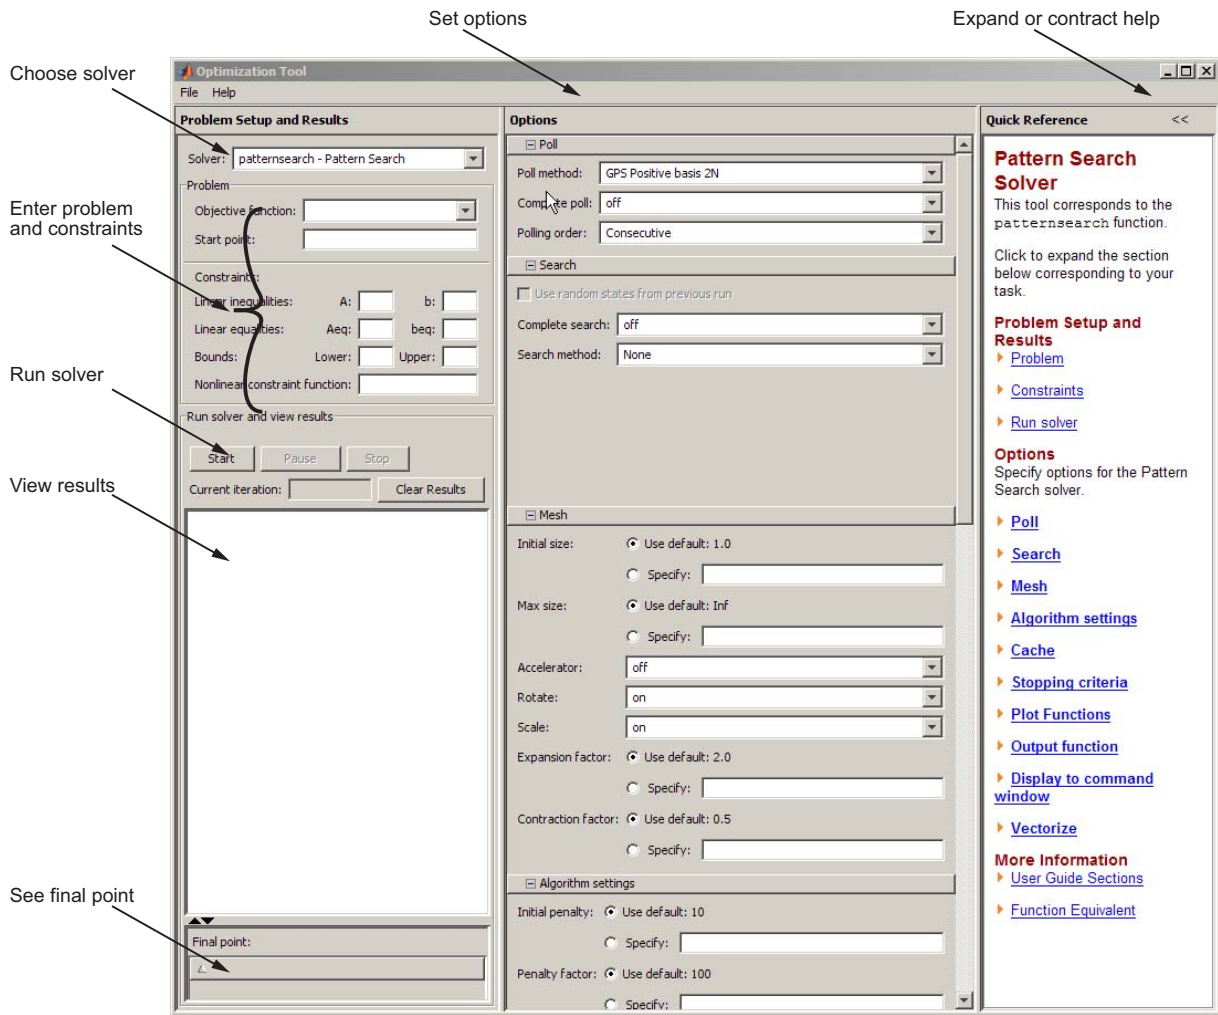 Set options
Expand or contract help
Choose solver
Enter problem
and constraints
Run solver
View results
See final point
Optimization Tool
File Help
Problem Setup and Results
Solver: patternsearch - Pattern Search
Problem
Objective function:
Start point:
Constraints:
Linear inequalities: A: b:
Linear equalities: Aeq: beq:
Bounds: Lower: Upper:
Nonlinear constraint function:
Run solver and view results
Start Pause Stop
Current iteration: Clear Results
Final point:
Options
Poll
Poll method: GPS Positive basis 2N
Complete poll: off
Polling order: Consecutive
Search
Use random states from previous run
Complete search: off
Search method: None
Mesh
Initial size: Use default: 1.0
Specify:
Max size: Use default: Inf
Specify:
Accelerator: off
Rotate: on
Scale: on
Expansion factor: Use default: 2.0
Specify:
Contraction factor: Use default: 0.5
Specify:
Algorithm settings
Initial penalty: Use default: 10
Specify:
Penalty factor: Use default: 100
Specify:
Quick Reference <<
Pattern Search
Solver
This tool corresponds to the
patternsearch function.
Click to expand the section
below corresponding to your
task.
Problem Setup and
Results
Problem
Constraints
Run solver
Options
Specify options for the Pattern
Search solver.
Poll
Search
Mesh
Algorithm settings
Cache
Stopping criteria
Plot Functions
Output function
Display to command
window
Vectorize
More Information
User Guide Sections
Function Equivalent